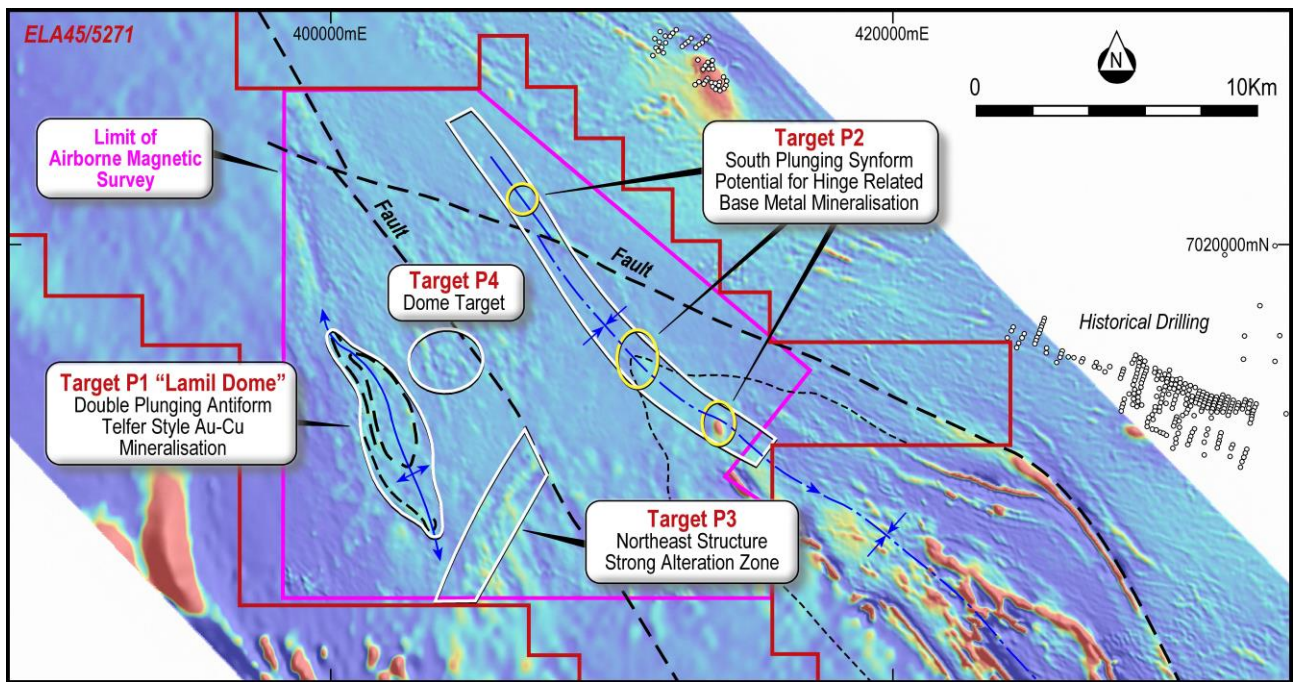 ELA45/5271
400000mE
420000mE
N
0
10Km
Limit of
Airborne Magnetic
Survey
Target P2
South Plunging Synform
Potential for Hinge Related
Base Metal Mineralisation
Fault
Fault
7020000mN
Target P4
Dome Target
Historical Drilling
Target P1 “Lamil Dome”
Double Plunging Antiform
Telfer Style Au-Cu
Mineralisation
Target P3
Northeast Structure
Strong Alteration Zone